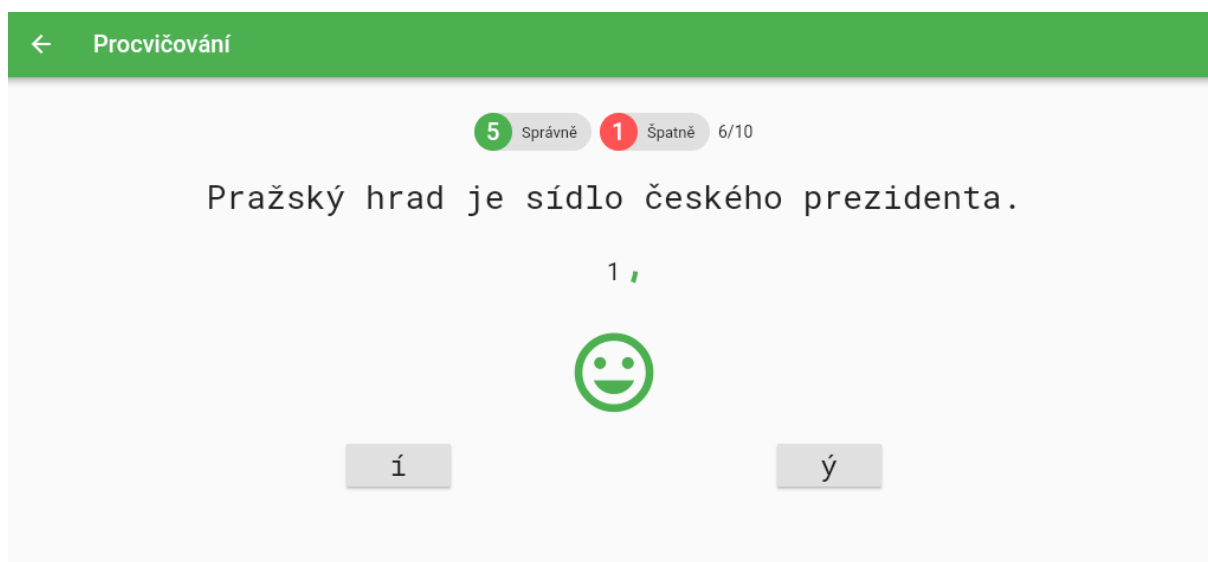 Procvičování
5 Správně 1 Špatně 6/10
Pražský hrad je sídlo českého prezidenta.
1
í ý